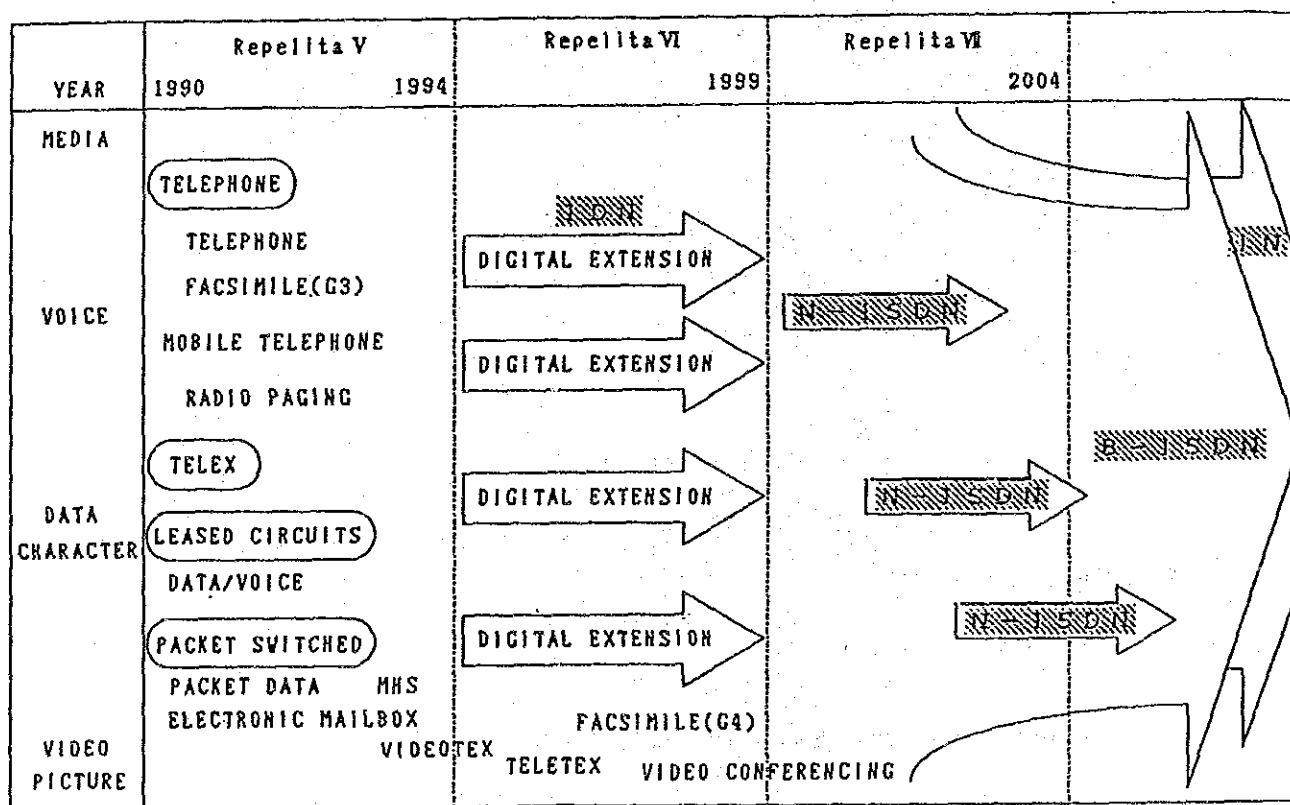 Repelita V Repelita VI Repelita VII
YEAR 1990 1994 1999 2004
MEDIA
TELEPHONE
IDN
TELEPHONE
DIGITAL EXTENSION
IN
FACSIMILE(G3)
VOICE
N-ISDN
MOBILE TELEPHONE
DIGITAL EXTENSION
RADIO PAGING
B-ISDN
TELEX
DIGITAL EXTENSION
N-ISDN
DATA
CHARACTER
LEASED CIRCUITS
DATA/VOICE
N-ISDN
PACKET SWITCHED
DIGITAL EXTENSION
PACKET DATA MHS
ELECTRONIC MAILBOX
FACSIMILE(G4)
VIDEO
PICTURE
VIDEOTEX
TELETEX
VIDEO CONFERENCING